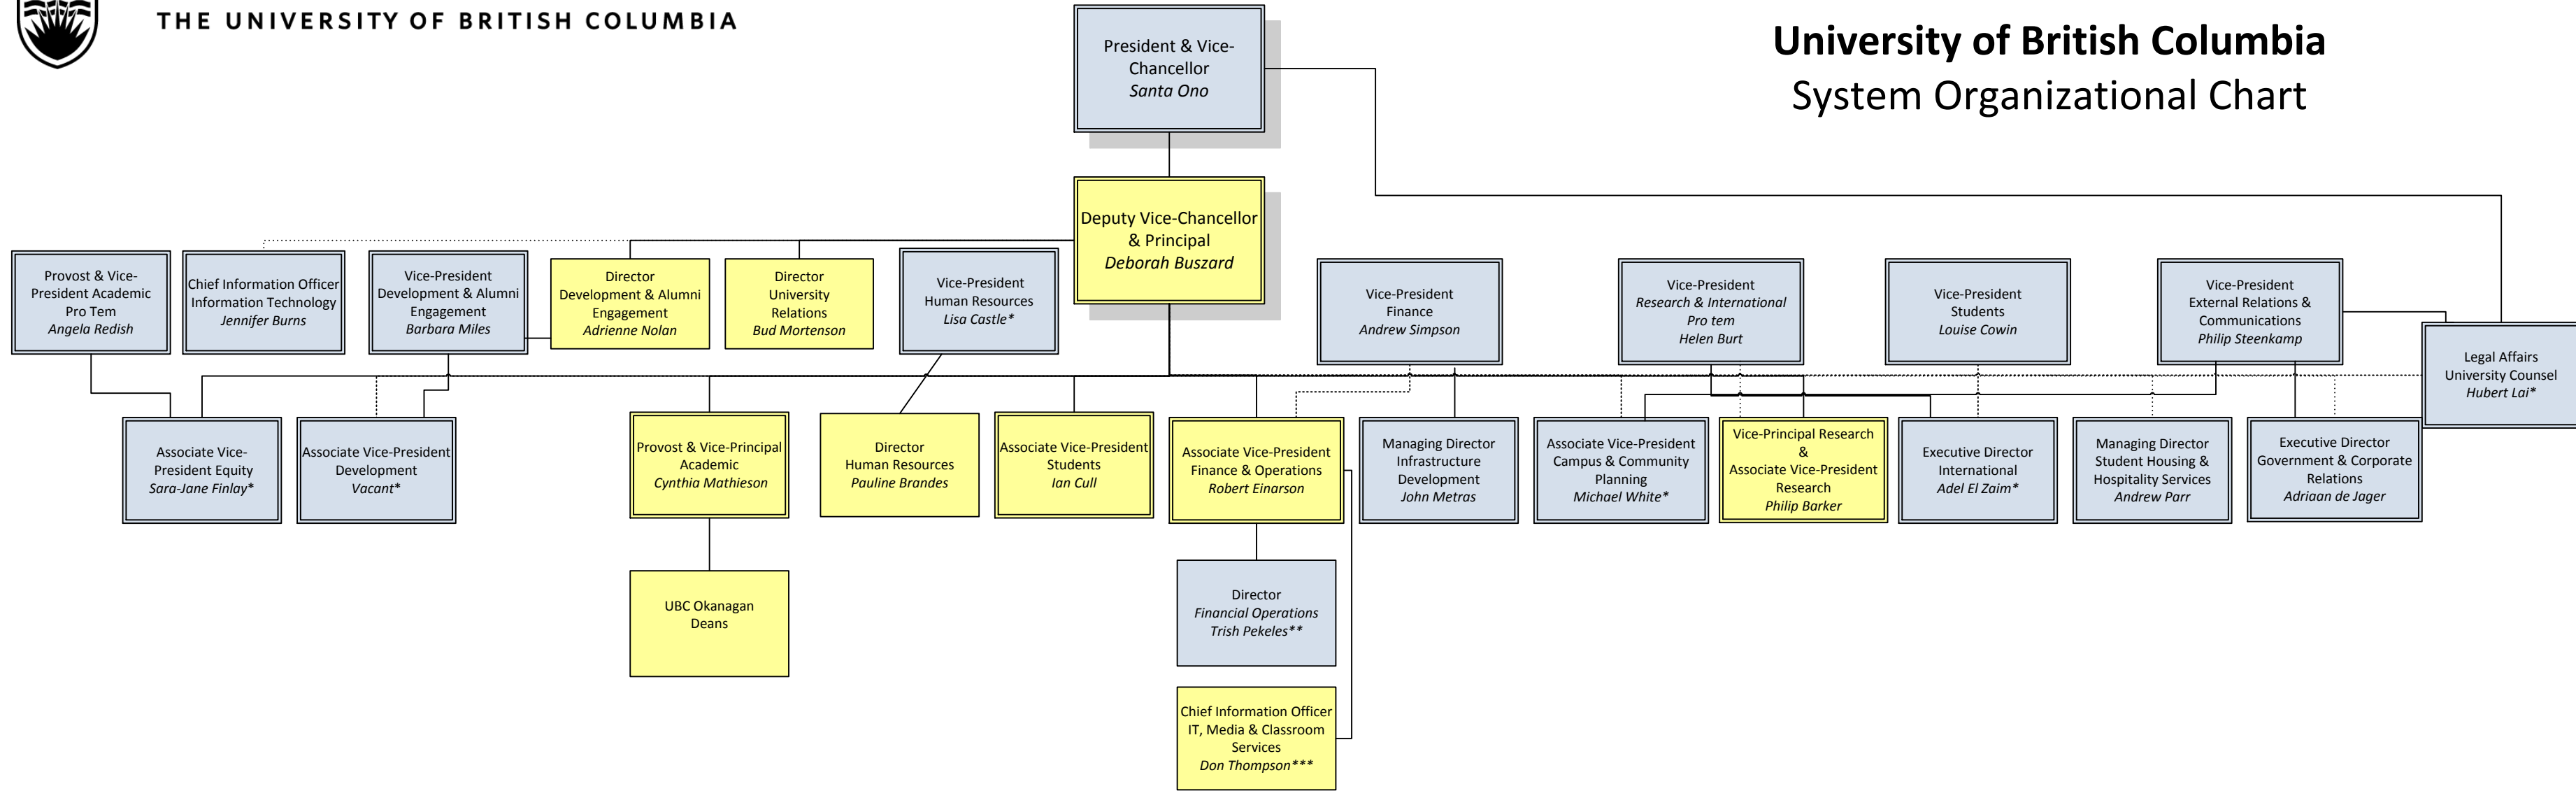 THE UNIVERSITY OF BRITISH COLUMBIA
University of British Columbia
System Organizational Chart
President & Vice-
Chancellor
Santa Ono
Deputy Vice-Chancellor
& Principal
Deborah Buszard
Provost & Vice-
President Academic
Pro Tem
Angela Redish
Chief Information Officer
Information Technology
Jennifer Burns
Vice-President
Development & Alumni
Engagement
Barbara Miles
Director
Development & Alumni
Engagement
Adrienne Nolan
Director
University
Relations
Bud Mortenson
Vice-President
Human Resources
Lisa Castle*
Vice-President
Finance
Andrew Simpson
Vice-President
Research & International
Pro tem
Helen Burt
Vice-President
Students
Louise Cowin
Vice-President
External Relations &
Communications
Philip Steenkamp
Legal Affairs
University Counsel
Hubert Lai*
Associate Vice-
President Equity
Sara-Jane Finlay*
Associate Vice-President
Development
Vacant*
Provost & Vice-Principal
Academic
Cynthia Mathieson
Director
Human Resources
Pauline Brandes
Associate Vice-President
Students
Ian Cull
Associate Vice-President
Finance & Operations
Robert Einarson
Managing Director
Infrastructure
Development
John Metras
Associate Vice-President
Campus & Community
Planning
Michael White*
Vice-Principal Research
&
Associate Vice-President
Research
Philip Barker
Executive Director
International
Adel El Zaim*
Managing Director
Student Housing &
Hospitality Services
Andrew Parr
Executive Director
Government & Corporate
Relations
Adriaan de Jager
UBC Okanagan
Deans
Director
Financial Operations
Trish Pekeles**
Chief Information Officer
IT, Media & Classroom
Services
Don Thompson***